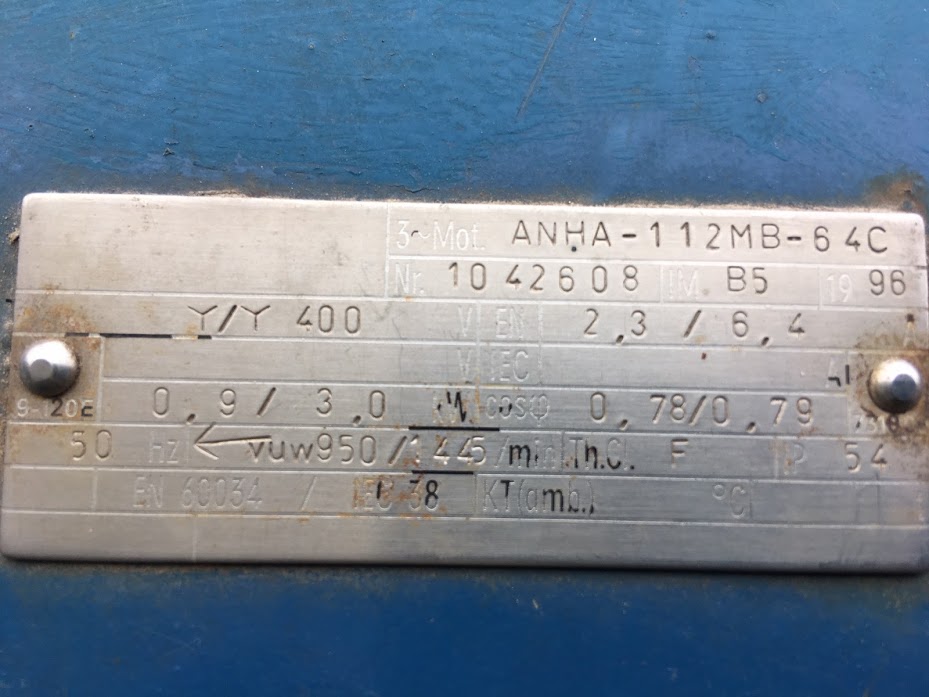 3~Mot. ANHA-112MB-64C
Nr. 1042608 IM B5 1996
Y/Y 400 V EN 2,3 / 6,4 A
V IEC
0,9/ 3,0 cosφ 0,78/0,79
50 Hz vuw950/1445/min Th.Cl. F IP 54
EN 60034 / IEC 38 KT(amb.) °C